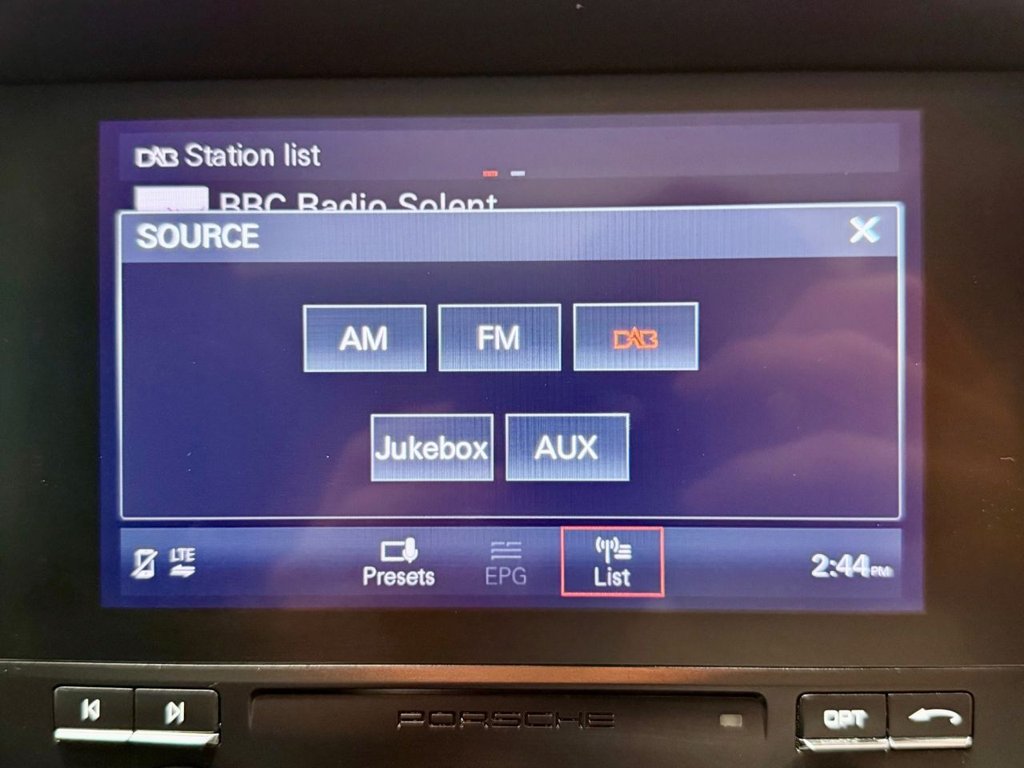 DAB Station list
BBC Radio Solent
SOURCE
AM FM DAB
Jukebox AUX
LTE
Presets EPG List 2:44PM
PORSCHE
OPT